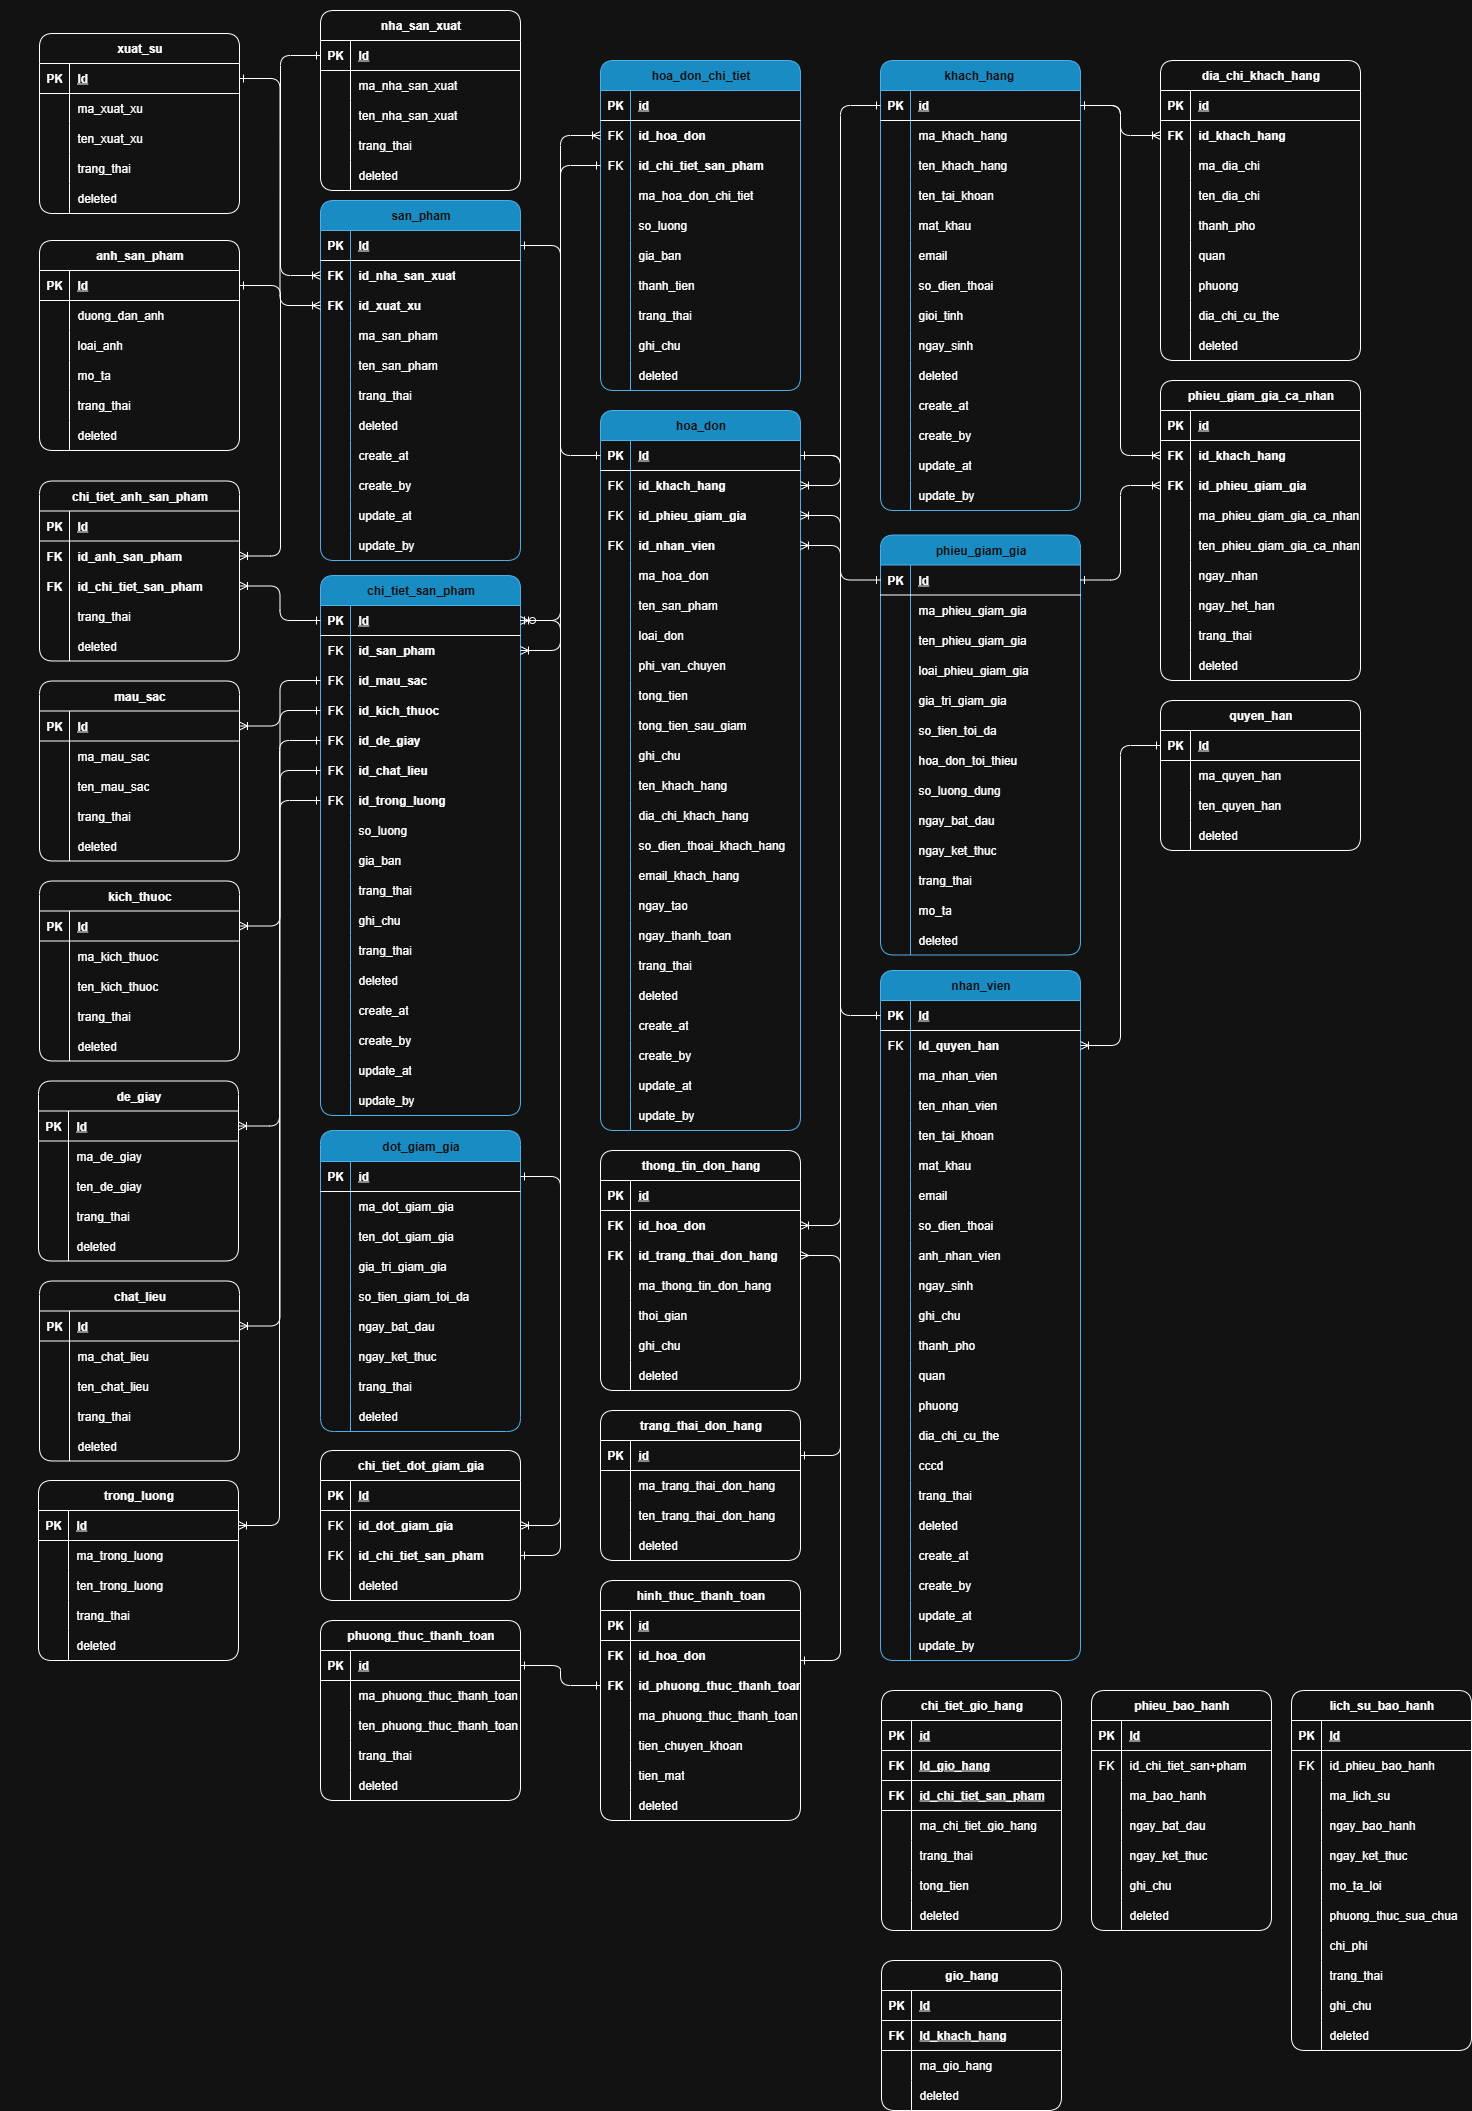 xuat_su
PK Id
ma_xuat_xu
ten_xuat_xu
trang_thai
deleted
anh_san_pham
PK Id
duong_dan_anh
loai_anh
mo_ta
trang_thai
deleted
chi_tiet_anh_san_pham
PK Id
FK id_anh_san_pham
FK id_chi_tiet_san_pham
trang_thai
deleted
mau_sac
PK Id
ma_mau_sac
ten_mau_sac
trang_thai
deleted
kich_thuoc
PK Id
ma_kich_thuoc
ten_kich_thuoc
trang_thai
deleted
de_giay
PK Id
ma_de_giay
ten_de_giay
trang_thai
deleted
chat_lieu
PK Id
ma_chat_lieu
ten_chat_lieu
trang_thai
deleted
trong_luong
PK Id
ma_trong_luong
ten_trong_luong
trang_thai
deleted
nha_san_xuat
PK Id
ma_nha_san_xuat
ten_nha_san_xuat
trang_thai
deleted
san_pham
PK Id
FK id_nha_san_xuat
FK id_xuat_xu
ma_san_pham
ten_san_pham
trang_thai
deleted
create_at
create_by
update_at
update_by
chi_tiet_san_pham
PK Id
FK id_san_pham
FK id_mau_sac
FK id_kich_thuoc
FK id_de_giay
FK id_chat_lieu
FK id_trong_luong
so_luong
gia_ban
trang_thai
ghi_chu
trang_thai
deleted
create_at
create_by
update_at
update_by
dot_giam_gia
PK id
ma_dot_giam_gia
ten_dot_giam_gia
gia_tri_giam_gia
so_tien_giam_toi_da
ngay_bat_dau
ngay_ket_thuc
trang_thai
deleted
chi_tiet_dot_giam_gia
PK Id
FK id_dot_giam_gia
FK id_chi_tiet_san_pham
deleted
phuong_thuc_thanh_toan
PK id
ma_phuong_thuc_thanh_toan
ten_phuong_thuc_thanh_toan
trang_thai
deleted
hoa_don_chi_tiet
PK id
FK id_hoa_don
FK id_chi_tiet_san_pham
ma_hoa_don_chi_tiet
so_luong
gia_ban
thanh_tien
trang_thai
ghi_chu
deleted
hoa_don
PK Id
FK id_khach_hang
FK id_phieu_giam_gia
FK id_nhan_vien
ma_hoa_don
ten_san_pham
loai_don
phi_van_chuyen
tong_tien
tong_tien_sau_giam
ghi_chu
ten_khach_hang
dia_chi_khach_hang
so_dien_thoai_khach_hang
email_khach_hang
ngay_tao
ngay_thanh_toan
trang_thai
deleted
create_at
create_by
update_at
update_by
thong_tin_don_hang
PK id
FK id_hoa_don
FK id_trang_thai_don_hang
ma_thong_tin_don_hang
thoi_gian
ghi_chu
deleted
trang_thai_don_hang
PK id
ma_trang_thai_don_hang
ten_trang_thai_don_hang
deleted
hinh_thuc_thanh_toan
PK id
FK id_hoa_don
FK id_phuong_thuc_thanh_toan
ma_phuong_thuc_thanh_toan
tien_chuyen_khoan
tien_mat
deleted
khach_hang
PK id
ma_khach_hang
ten_khach_hang
ten_tai_khoan
mat_khau
email
so_dien_thoai
gioi_tinh
ngay_sinh
deleted
create_at
create_by
update_at
update_by
phieu_giam_gia
PK Id
ma_phieu_giam_gia
ten_phieu_giam_gia
loai_phieu_giam_gia
gia_tri_giam_gia
so_tien_toi_da
hoa_don_toi_thieu
so_luong_dung
ngay_bat_dau
ngay_ket_thuc
trang_thai
mo_ta
deleted
nhan_vien
PK Id
FK Id_quyen_han
ma_nhan_vien
ten_nhan_vien
ten_tai_khoan
mat_khau
email
so_dien_thoai
anh_nhan_vien
ngay_sinh
ghi_chu
thanh_pho
quan
phuong
dia_chi_cu_the
cccd
trang_thai
deleted
create_at
create_by
update_at
update_by
dia_chi_khach_hang
PK id
FK id_khach_hang
ma_dia_chi
ten_dia_chi
thanh_pho
quan
phuong
dia_chi_cu_the
deleted
phieu_giam_gia_ca_nhan
PK id
FK id_khach_hang
FK id_phieu_giam_gia
ma_phieu_giam_gia_ca_nhan
ten_phieu_giam_gia_ca_nhan
ngay_nhan
ngay_het_han
trang_thai
deleted
quyen_han
PK Id
ma_quyen_han
ten_quyen_han
deleted
chi_tiet_gio_hang
PK id
FK Id_gio_hang
FK id_chi_tiet_san_pham
ma_chi_tiet_gio_hang
trang_thai
tong_tien
deleted
phieu_bao_hanh
PK Id
FK id_chi_tiet_san+pham
ma_bao_hanh
ngay_bat_dau
ngay_ket_thuc
ghi_chu
deleted
lich_su_bao_hanh
PK Id
FK id_phieu_bao_hanh
ma_lich_su
ngay_bao_hanh
ngay_ket_thuc
mo_ta_loi
phuong_thuc_sua_chua
chi_phi
trang_thai
ghi_chu
deleted
gio_hang
PK Id
FK Id_khach_hang
ma_gio_hang
deleted